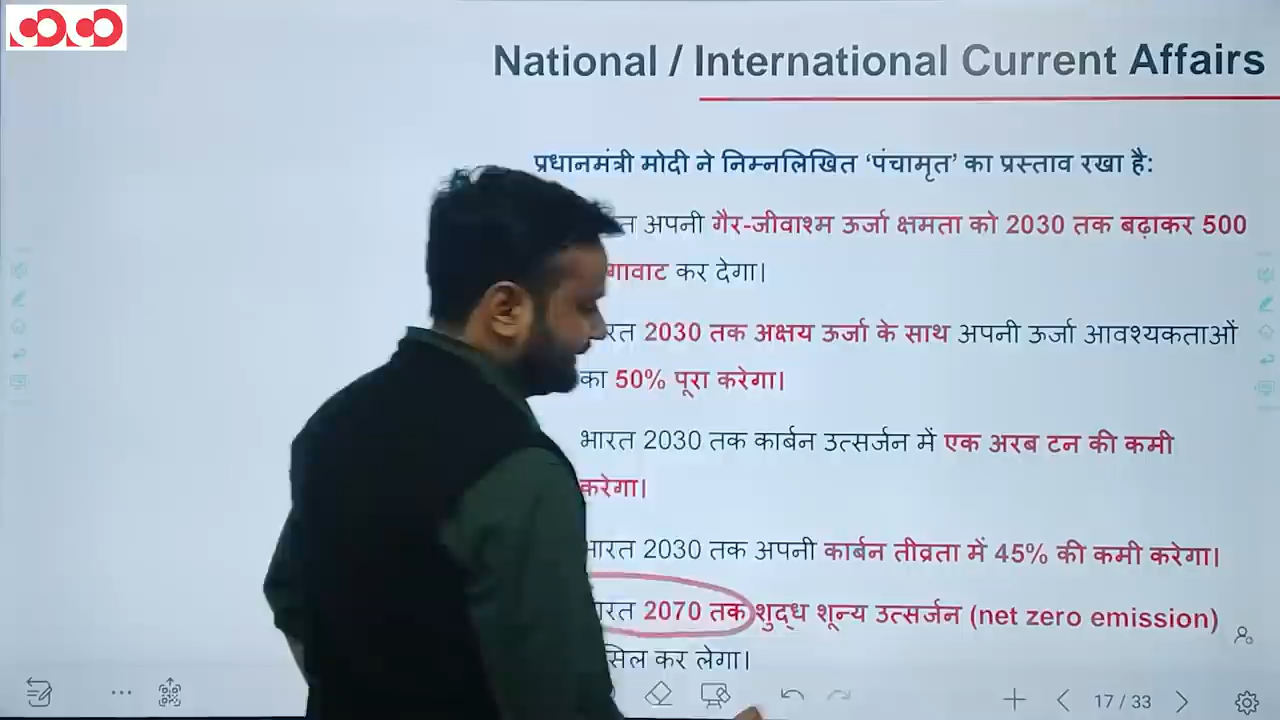 National / International Current Affairs
प्रधानमंत्री मोदी ने निम्नलिखित ‘पंचामृत’ का प्रस्ताव रखा है:
अपनी गैर-जीवाश्म ऊर्जा क्षमता को 2030 तक बढ़ाकर 500
कर देगा।
2030 तक अक्षय ऊर्जा के साथ अपनी ऊर्जा आवश्यकताओं
का 50% पूरा करेगा।
भारत 2030 तक कार्बन उत्सर्जन में एक अरब टन की कमी
करेगा।
भारत 2030 तक अपनी कार्बन तीव्रता में 45% की कमी करेगा।
2070 तक शुद्ध शून्य उत्सर्जन (net zero emission)
कर लेगा।
17 / 33